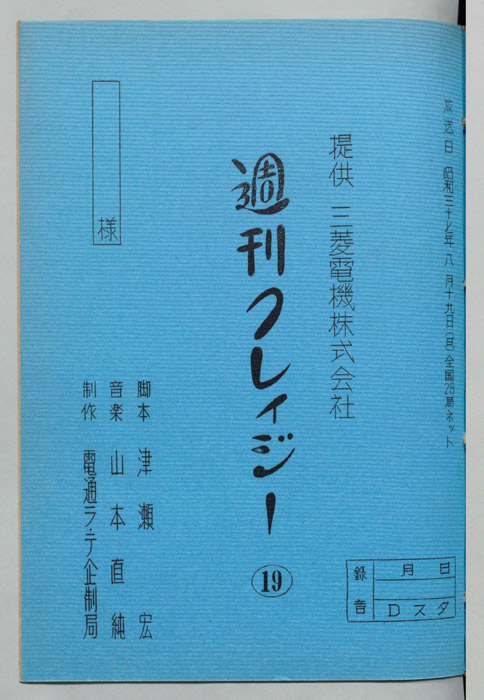 放送日 昭和三十七年八月十九日(日)全国28局ネット
提供 三菱電機株式会社
週刊クレイジー
⑲
録音
月 日
Dスタ
様
脚本 津瀬 宏
音楽 山本直純
制作 電通ラ・テ企制局